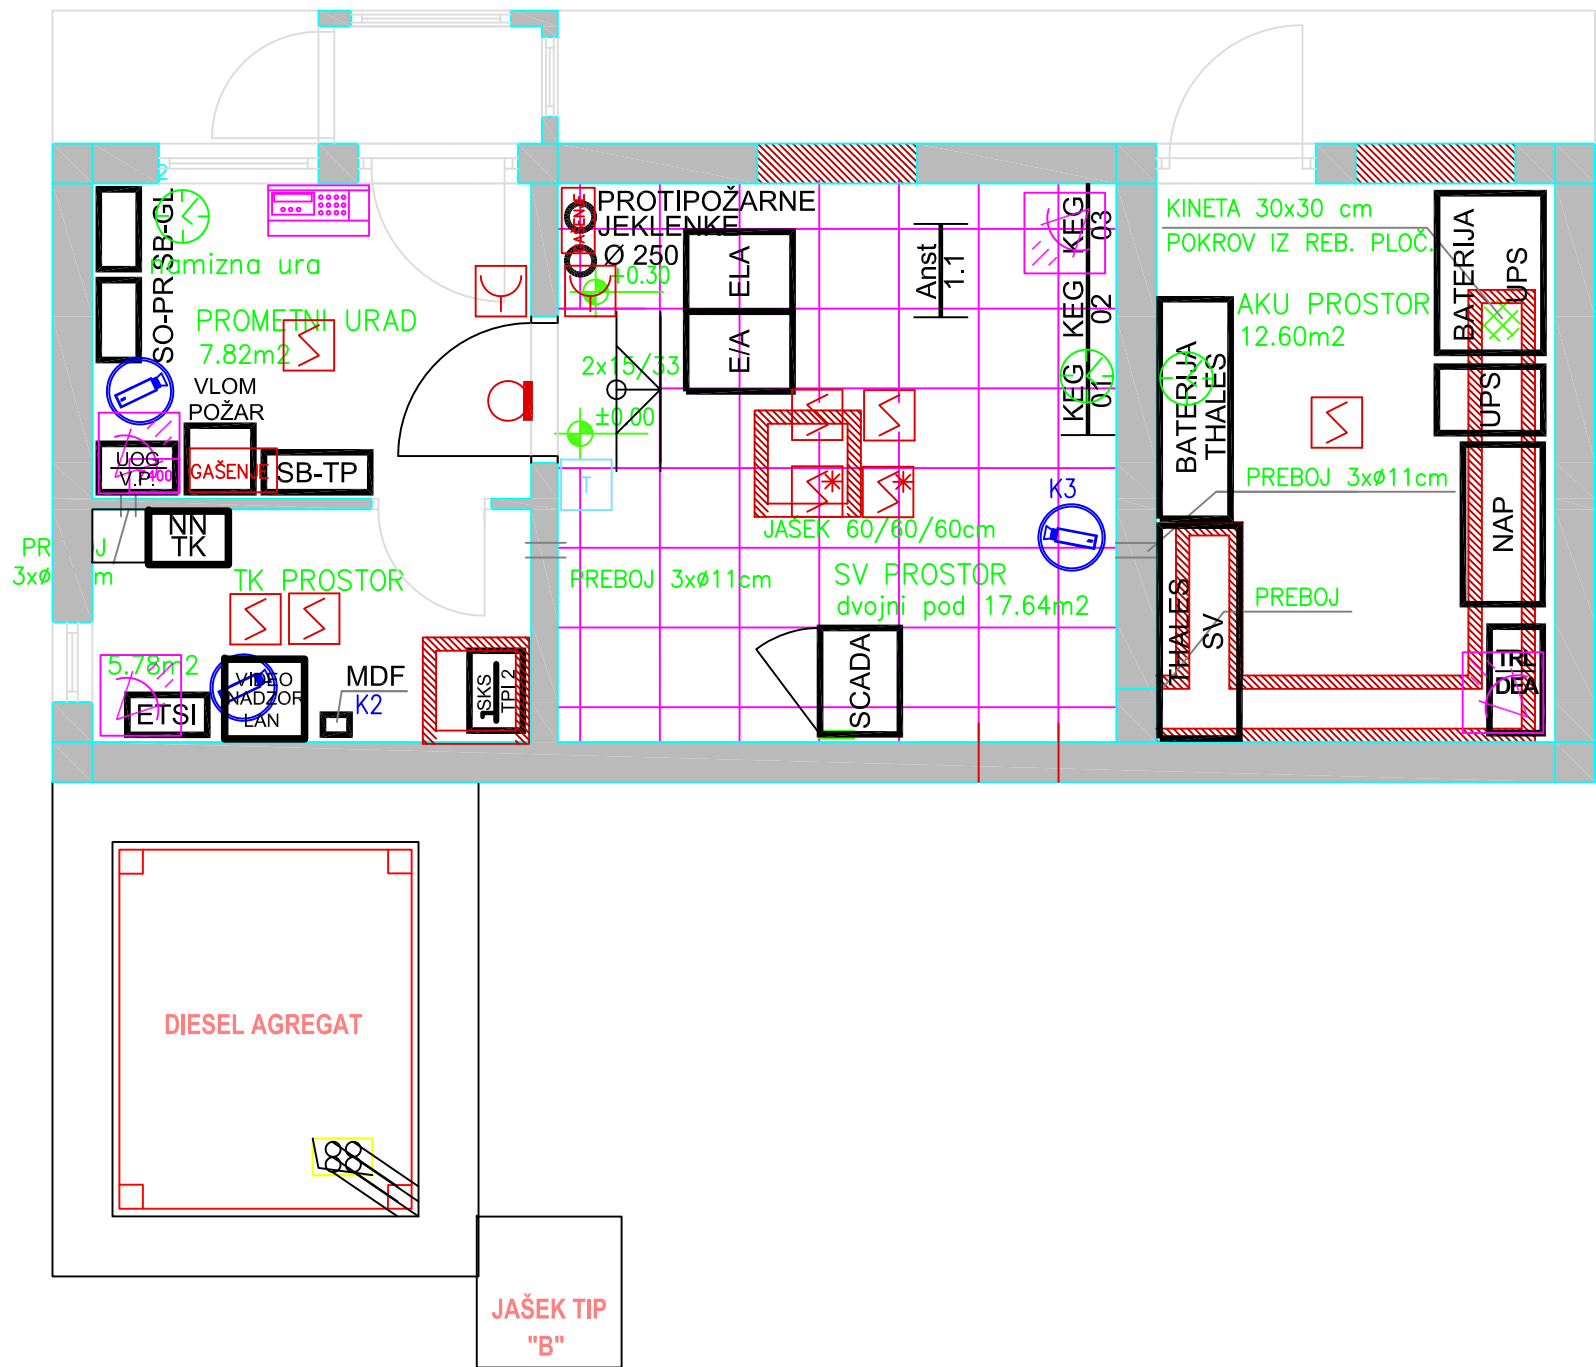 SO-PRSB-GL
namizna ura
PROMETNI URAD
7.82m2
VLOM
POŽAR
UOG
V.P.
GAŠENJE
SB-TP
NN
TK
TK PROSTOR
5.78m2
ETSI
VIDEO
NADZOR
LAN
MDF
K2
SKS
TPI 2
GAŠENJE
PROTIPOŽARNE
JEKLENKE
Ø 250
+0.30
2x15/33
±0.00
T
ELA
E/A
Anst
1.1
KEG
03
KEG
02
KEG
01
JAŠEK 60/60/60cm
K3
PREBOJ 3xø11cm
SV PROSTOR
dvojni pod 17.64m2
SCADA
KINETA 30x30 cm
POKROV IZ REB. PLOČ.
BATERIJA
UPS
AKU PROSTOR
12.60m2
BATERIJA
THALES
UPS
PREBOJ 3xø11cm
NAP
PREBOJ
THALES
SV
DIESEL AGREGAT
JAŠEK TIP
"B"